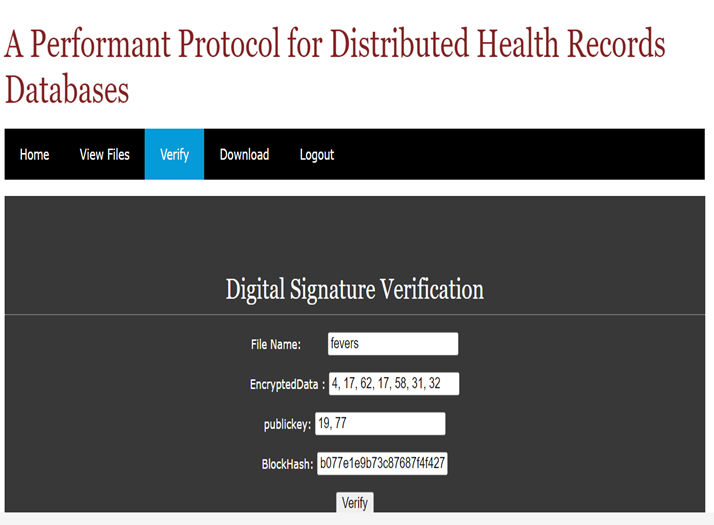 A Performant Protocol for Distributed Health Records
Databases
Home View Files Verify Download Logout
Digital Signature Verification
File Name: fevers
EncryptedData : 4, 17, 62, 17, 58, 31, 32
publickey: 19, 77
BlockHash: b077e1e9b73c87687f4f427
Verify